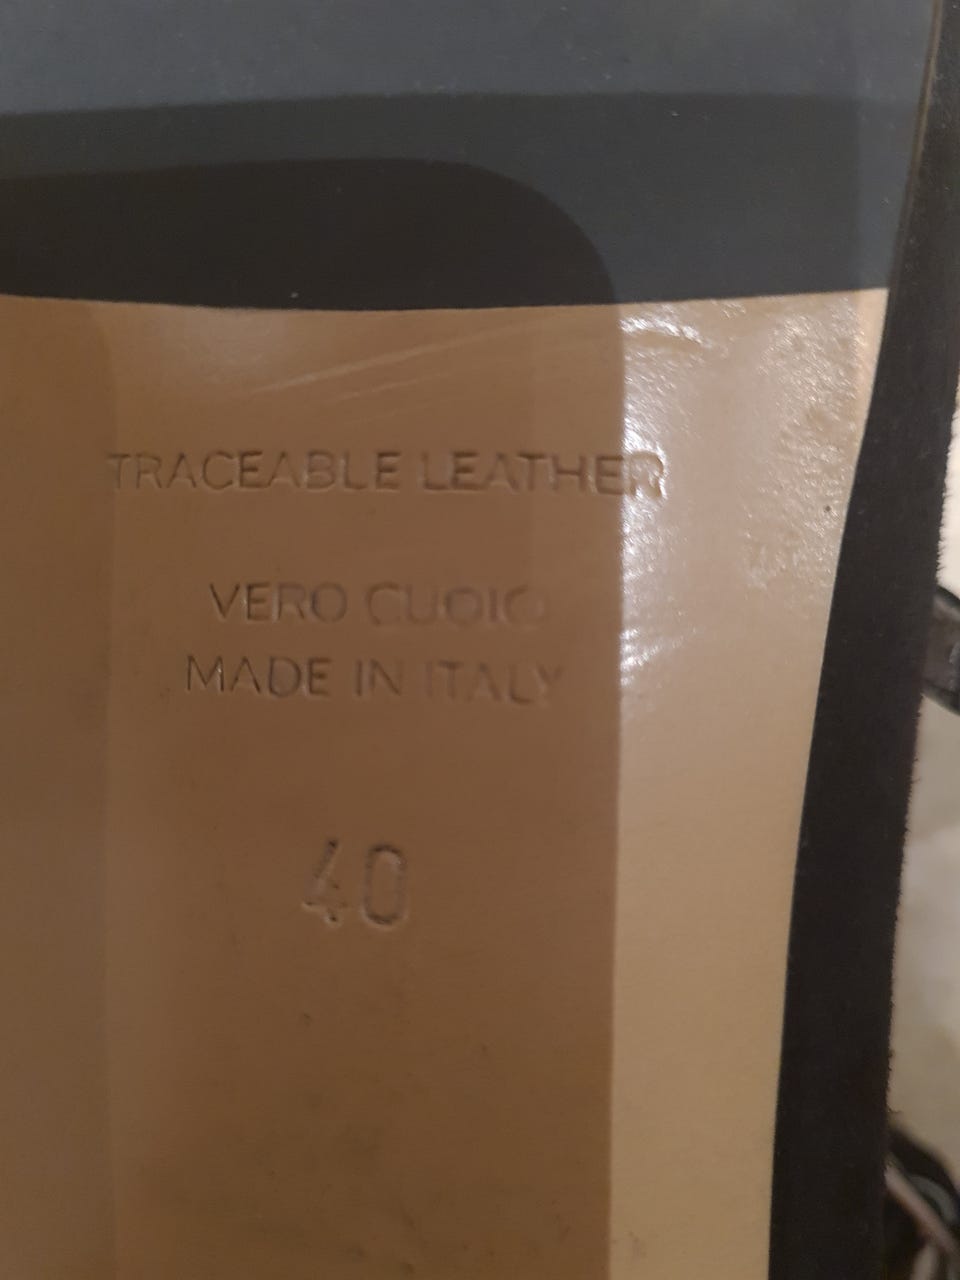 TRACEABLE LEATHER
VERO CUOIO
MADE IN ITALY
40